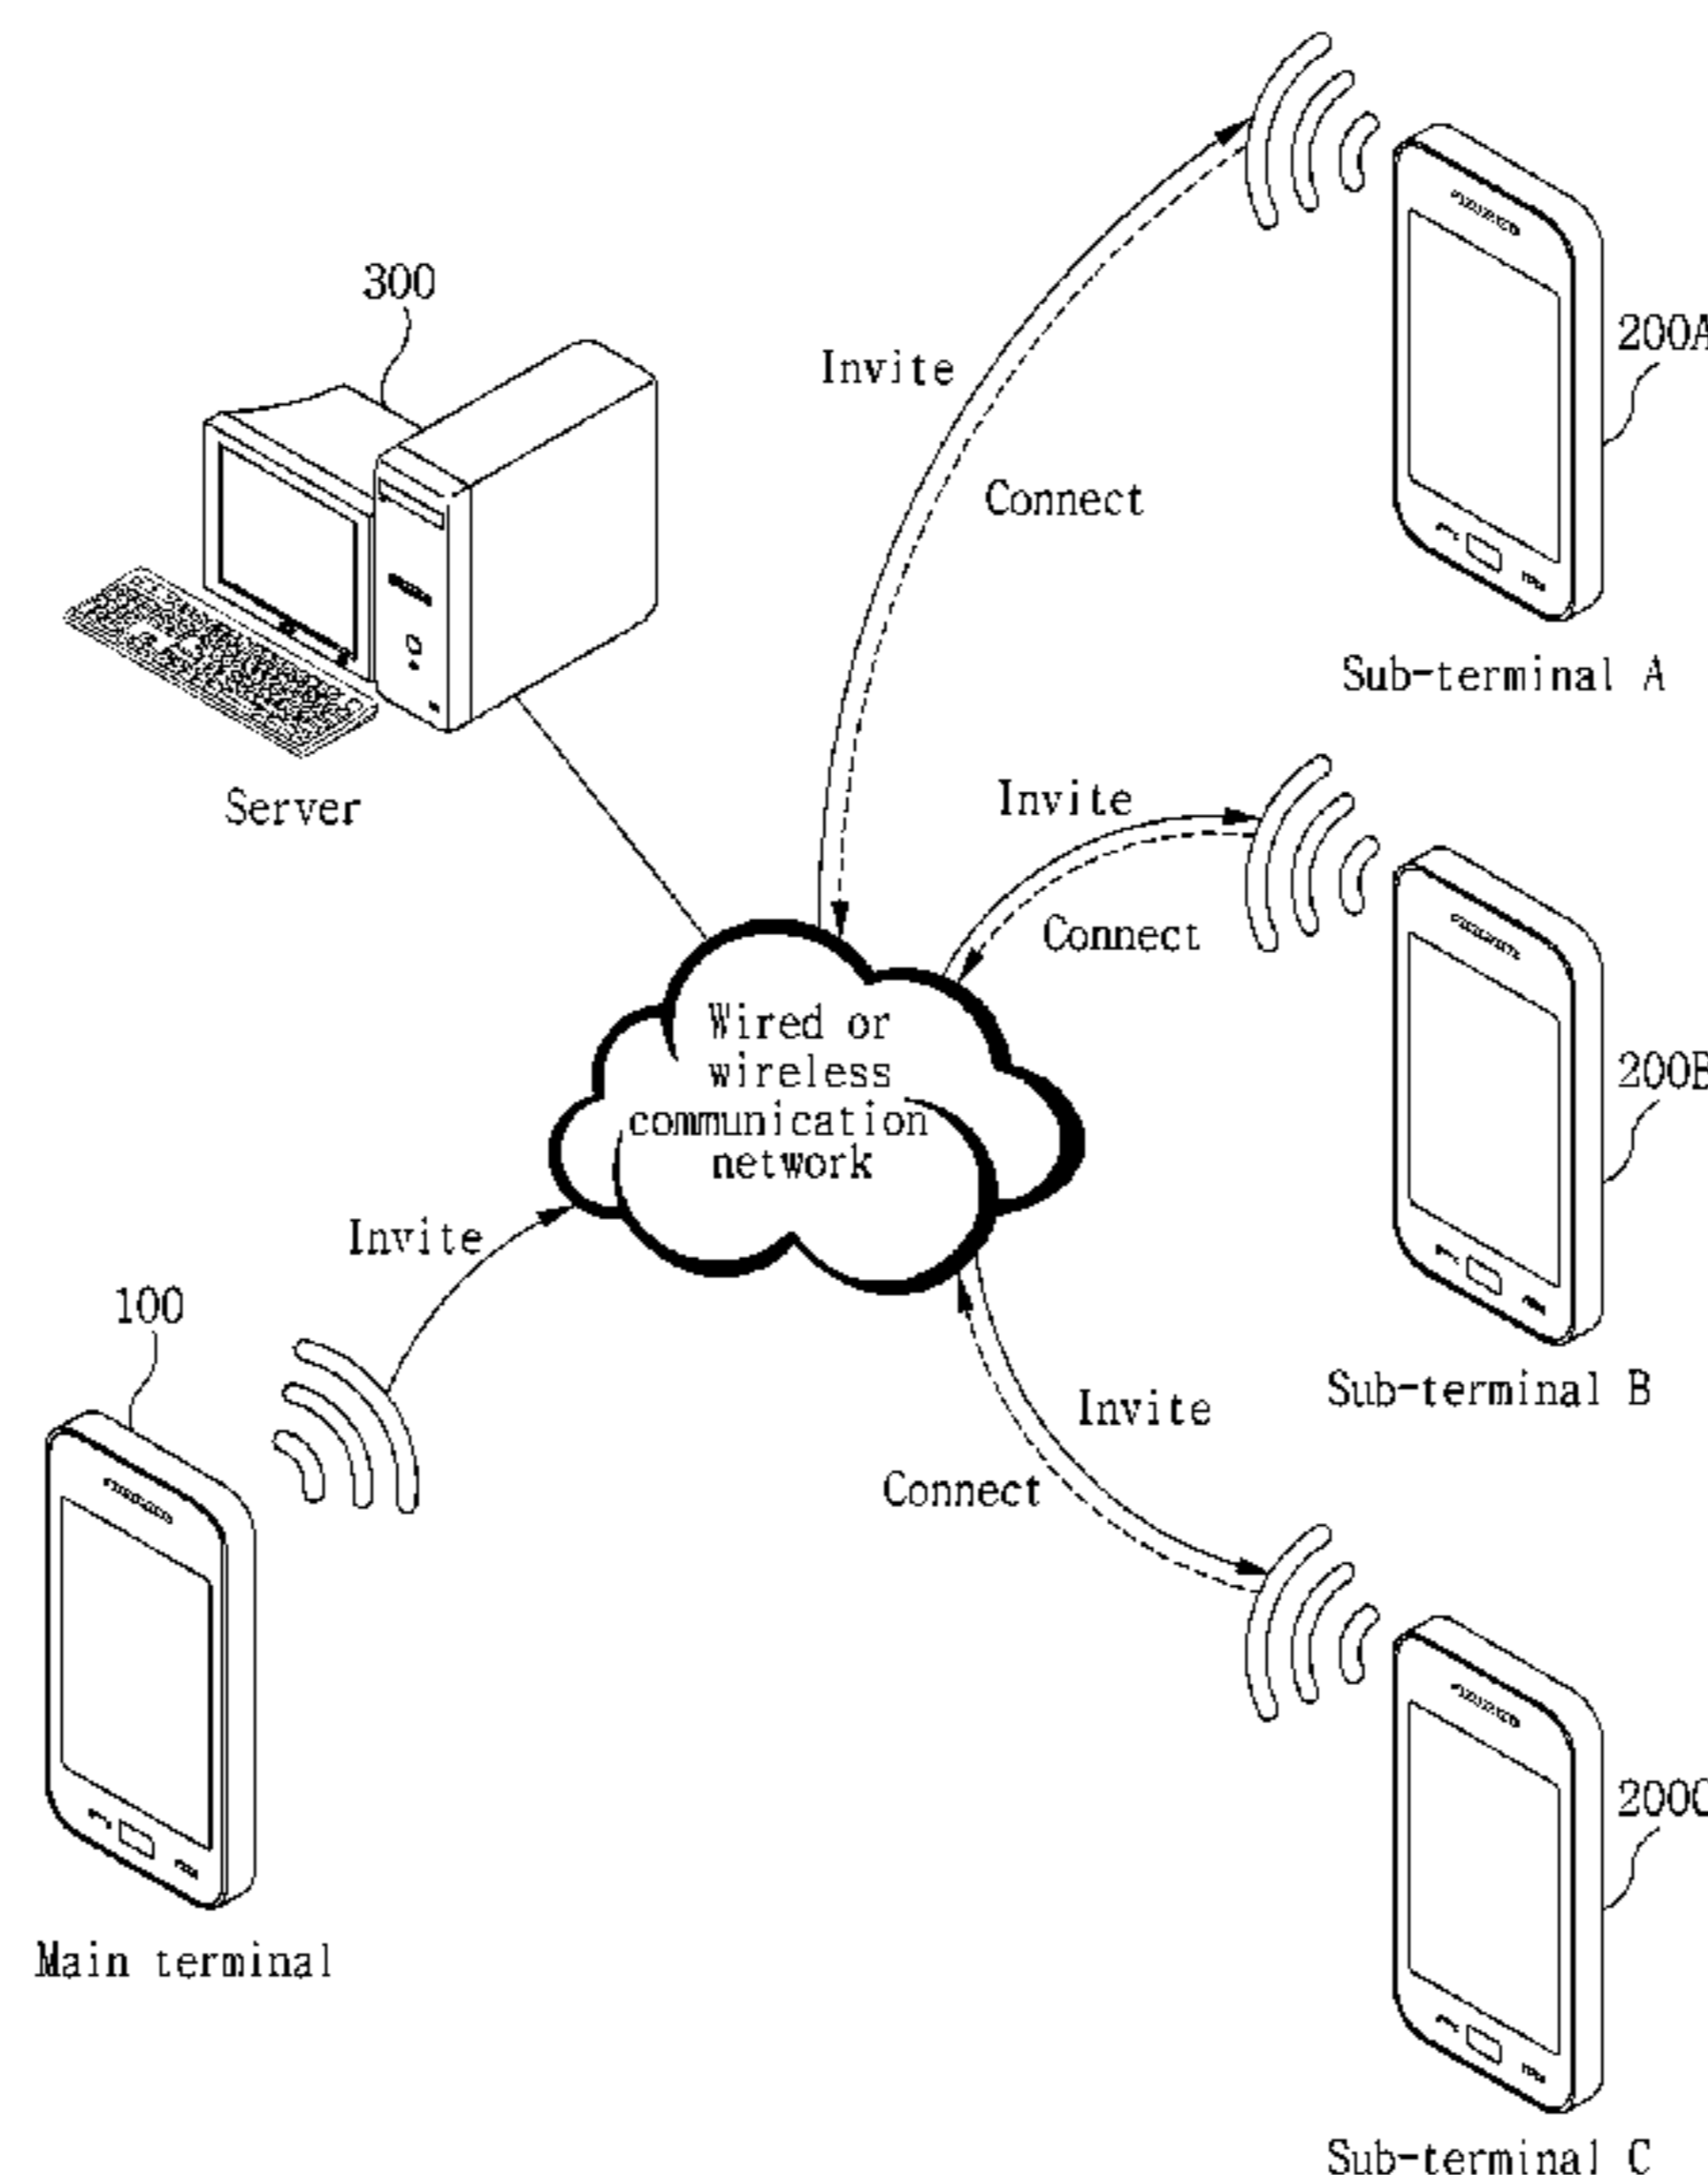 300
Invite
200A
Connect
Sub-terminal A
Server
Invite
Connect
200B
Wired or
wireless
communication
network
Invite
100
Sub-terminal B
Invite
Connect
200C
Main terminal
Sub-terminal C